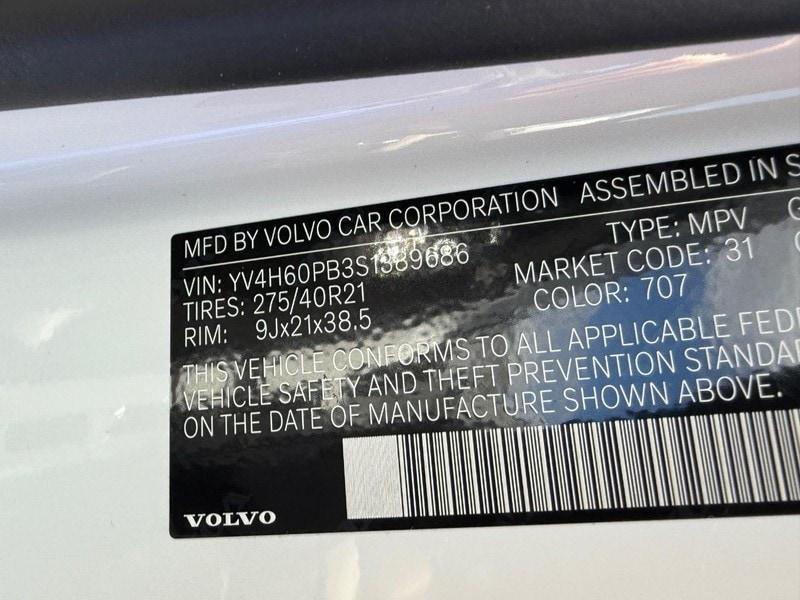 MFD BY VOLVO CAR CORPORATION ASSEMBLED IN S
VIN: YV4H60PB3S1389686 TYPE: MPV G
TIRES: 275/40R21 MARKET CODE: 31
RIM: 9Jx21x38.5 COLOR: 707
THIS VEHICLE CONFORMS TO ALL APPLICABLE FED
VEHICLE SAFETY AND THEFT PREVENTION STANDA
ON THE DATE OF MANUFACTURE SHOWN ABOVE.
VOLVO